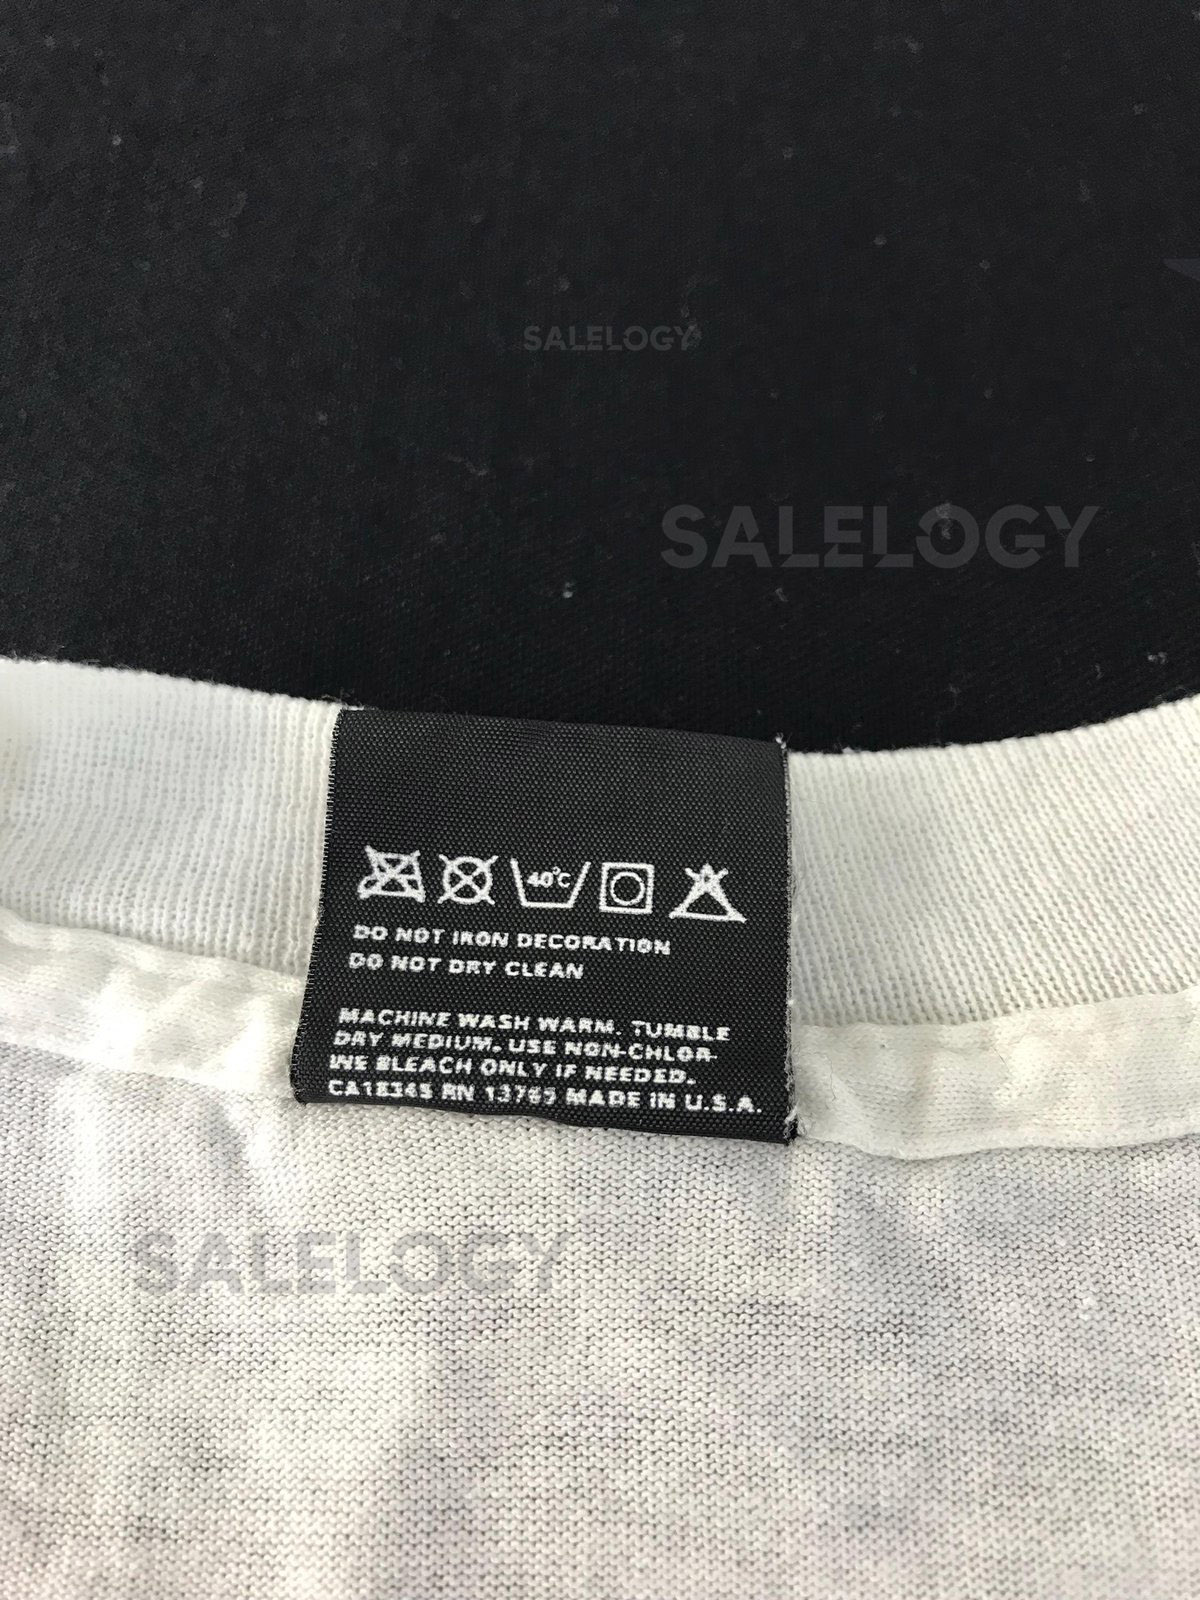 SALELOGY
SALELOGY
40°C
DO NOT IRON DECORATION
DO NOT DRY CLEAN
MACHINE WASH WARM. TUMBLE
DRY MEDIUM. USE NON-CHLOR-
INE BLEACH ONLY IF NEEDED.
CA18345 RN 13765 MADE IN U.S.A.
SALELOGY